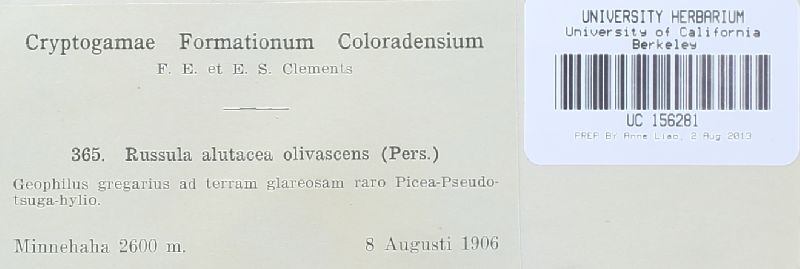 Cryptogamae Formationum Coloradensium
F. E. et E. S. Clements
365. Russula alutacea olivascens (Pers.)
Geophilus gregarius ad terram glareosam raro Picea-Pseudo-
tsuga-hylio.
Minnehaha 2600 m.
8 Augusti 1906
UNIVERSITY HERBARIUM
University of California
Berkeley
UC 156281
PREP By Anne Liao, 2 Aug 2013